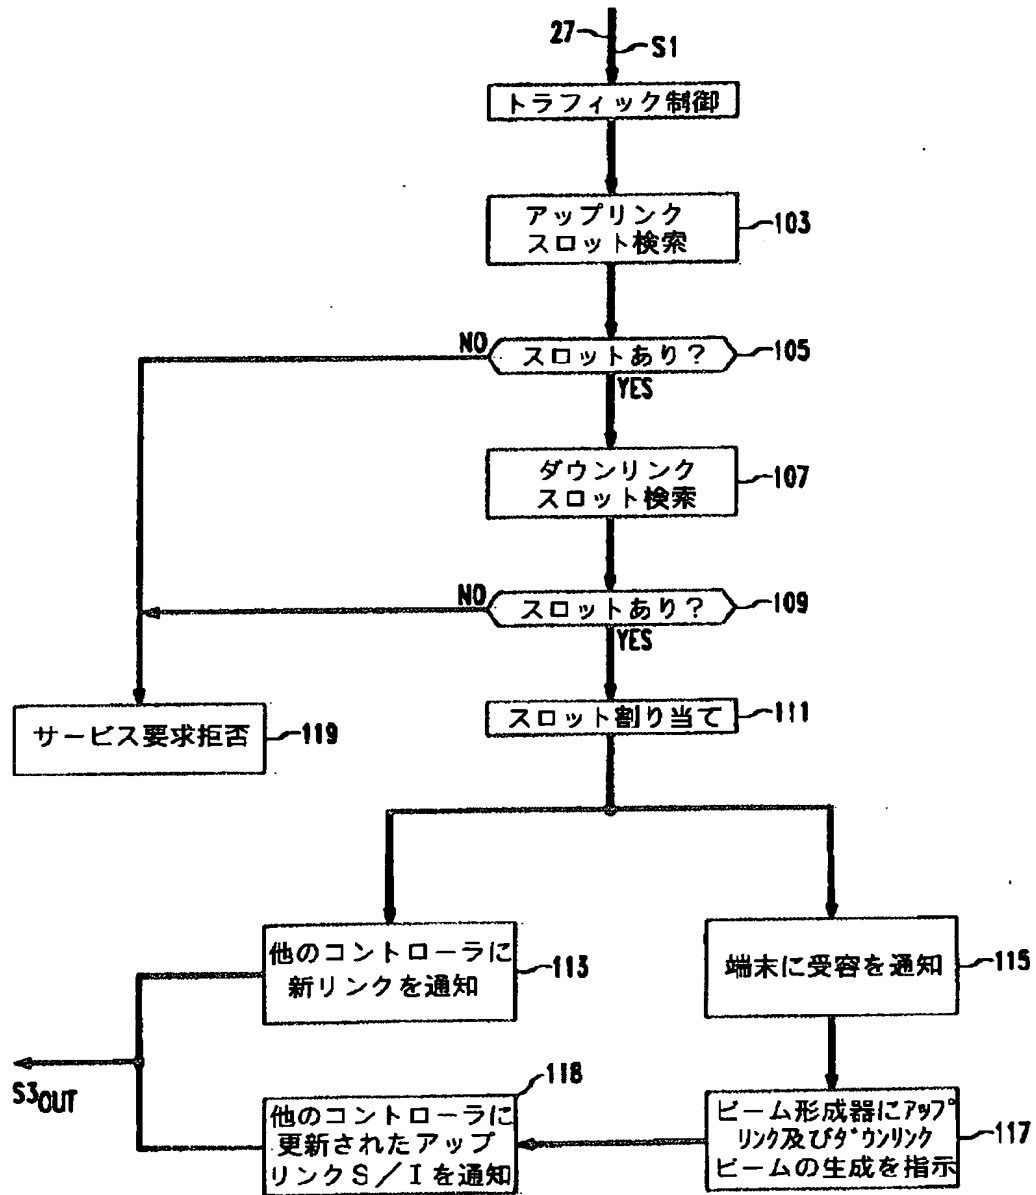 27
S1
トラフィック制御
アップリンク
スロット検索
103
NO
スロットあり?
105
YES
ダウンリンク
スロット検索
107
NO
スロットあり?
109
YES
サービス要求拒否
119
スロット割り当て
111
他のコントローラに
新リンクを通知
113
端末に受容を通知
115
S3OUT
118
他のコントローラに
更新されたアップ
リンクS/Iを通知
ビーム形成器にアップ
リンク及びダウンリンク
ビームの生成を指示
117